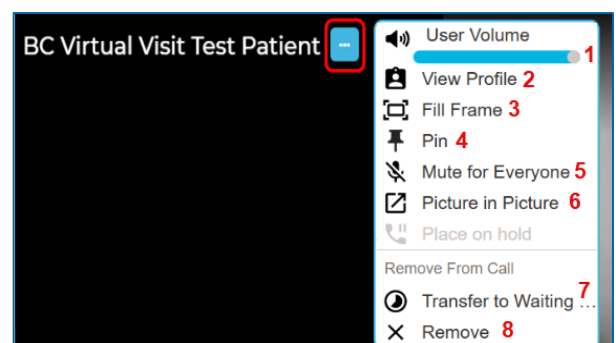 BC Virtual Visit Test Patient ...
User Volume
1
View Profile 2
Fill Frame 3
Pin 4
Mute for Everyone 5
Picture in Picture 6
Place on hold
Remove From Call
Transfer to Waiting ... 7
Remove 8